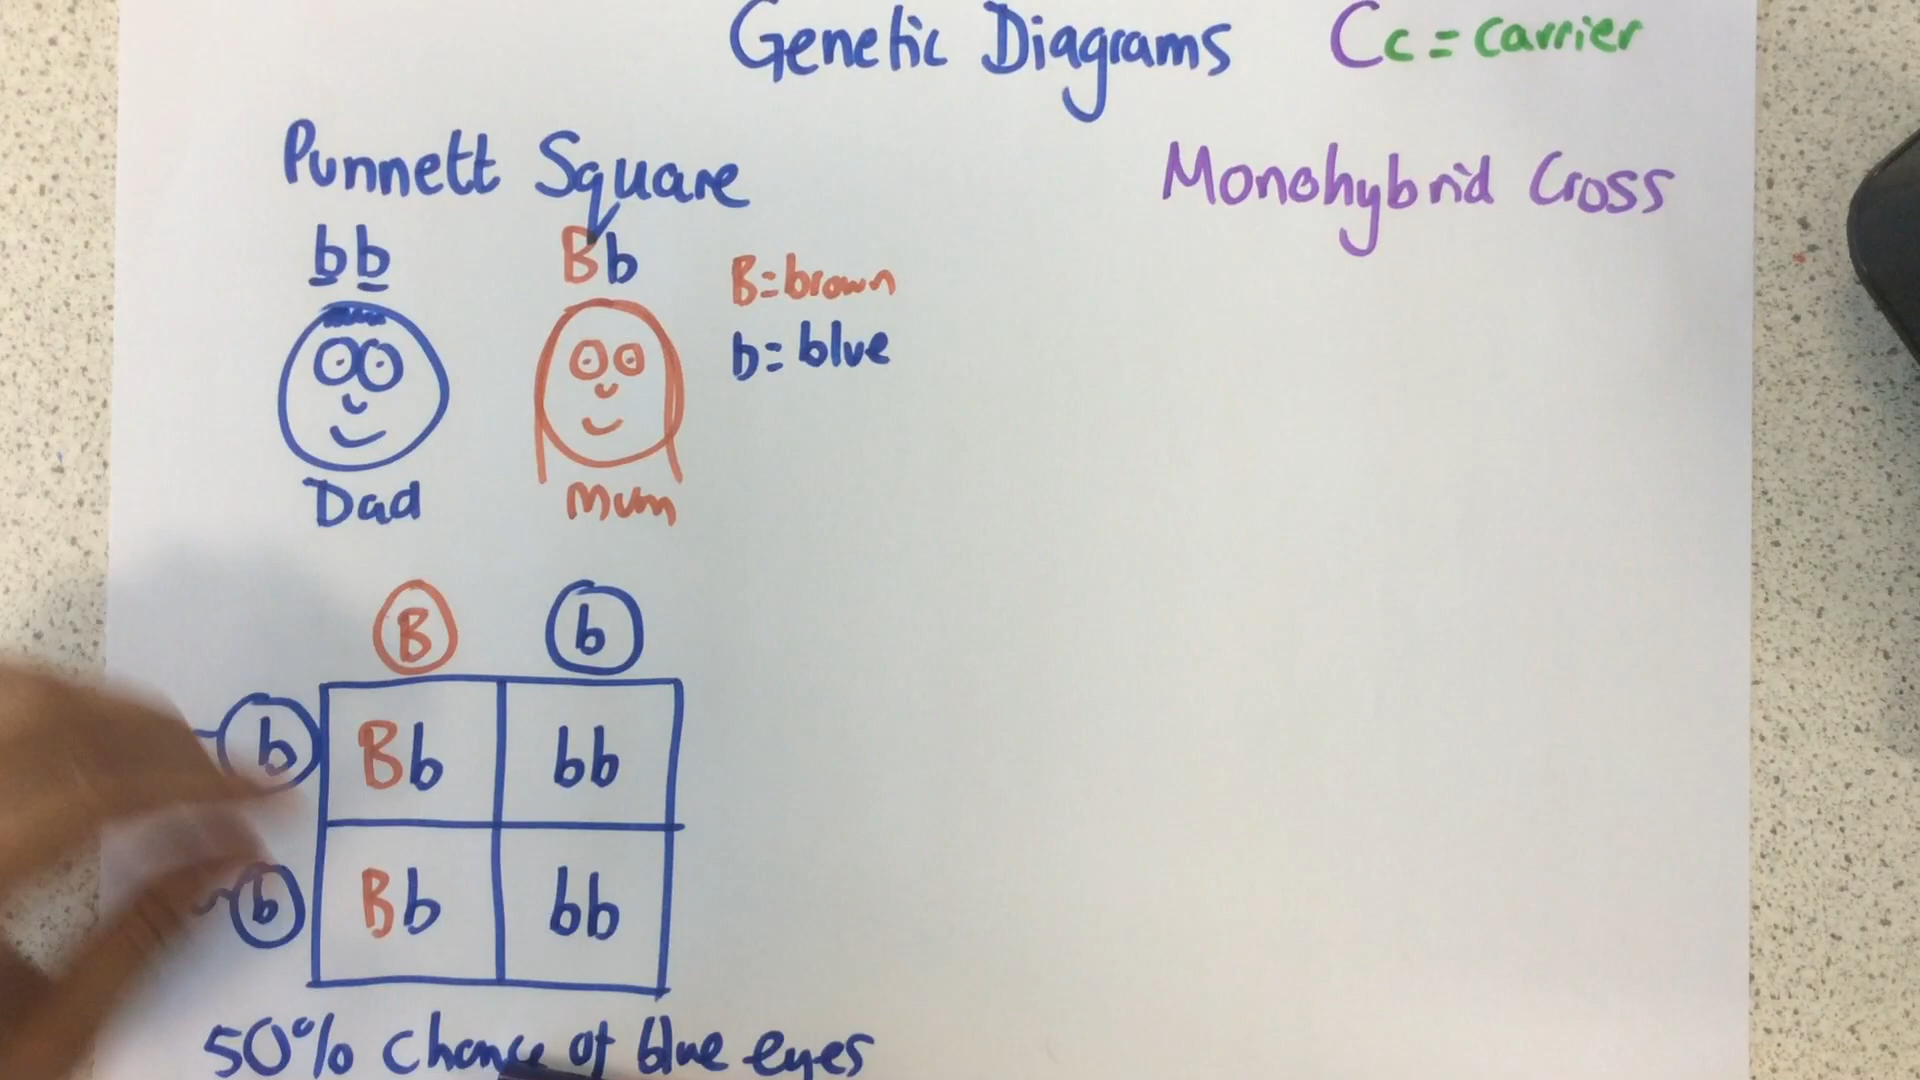 Genetic Diagrams
Cc = carrier
Punnett Square
Monohybrid Cross
bb
Bb
B = brown
b = blue
Dad
Mum
B
b
b
Bb
bb
b
Bb
bb
50% chance of blue eyes